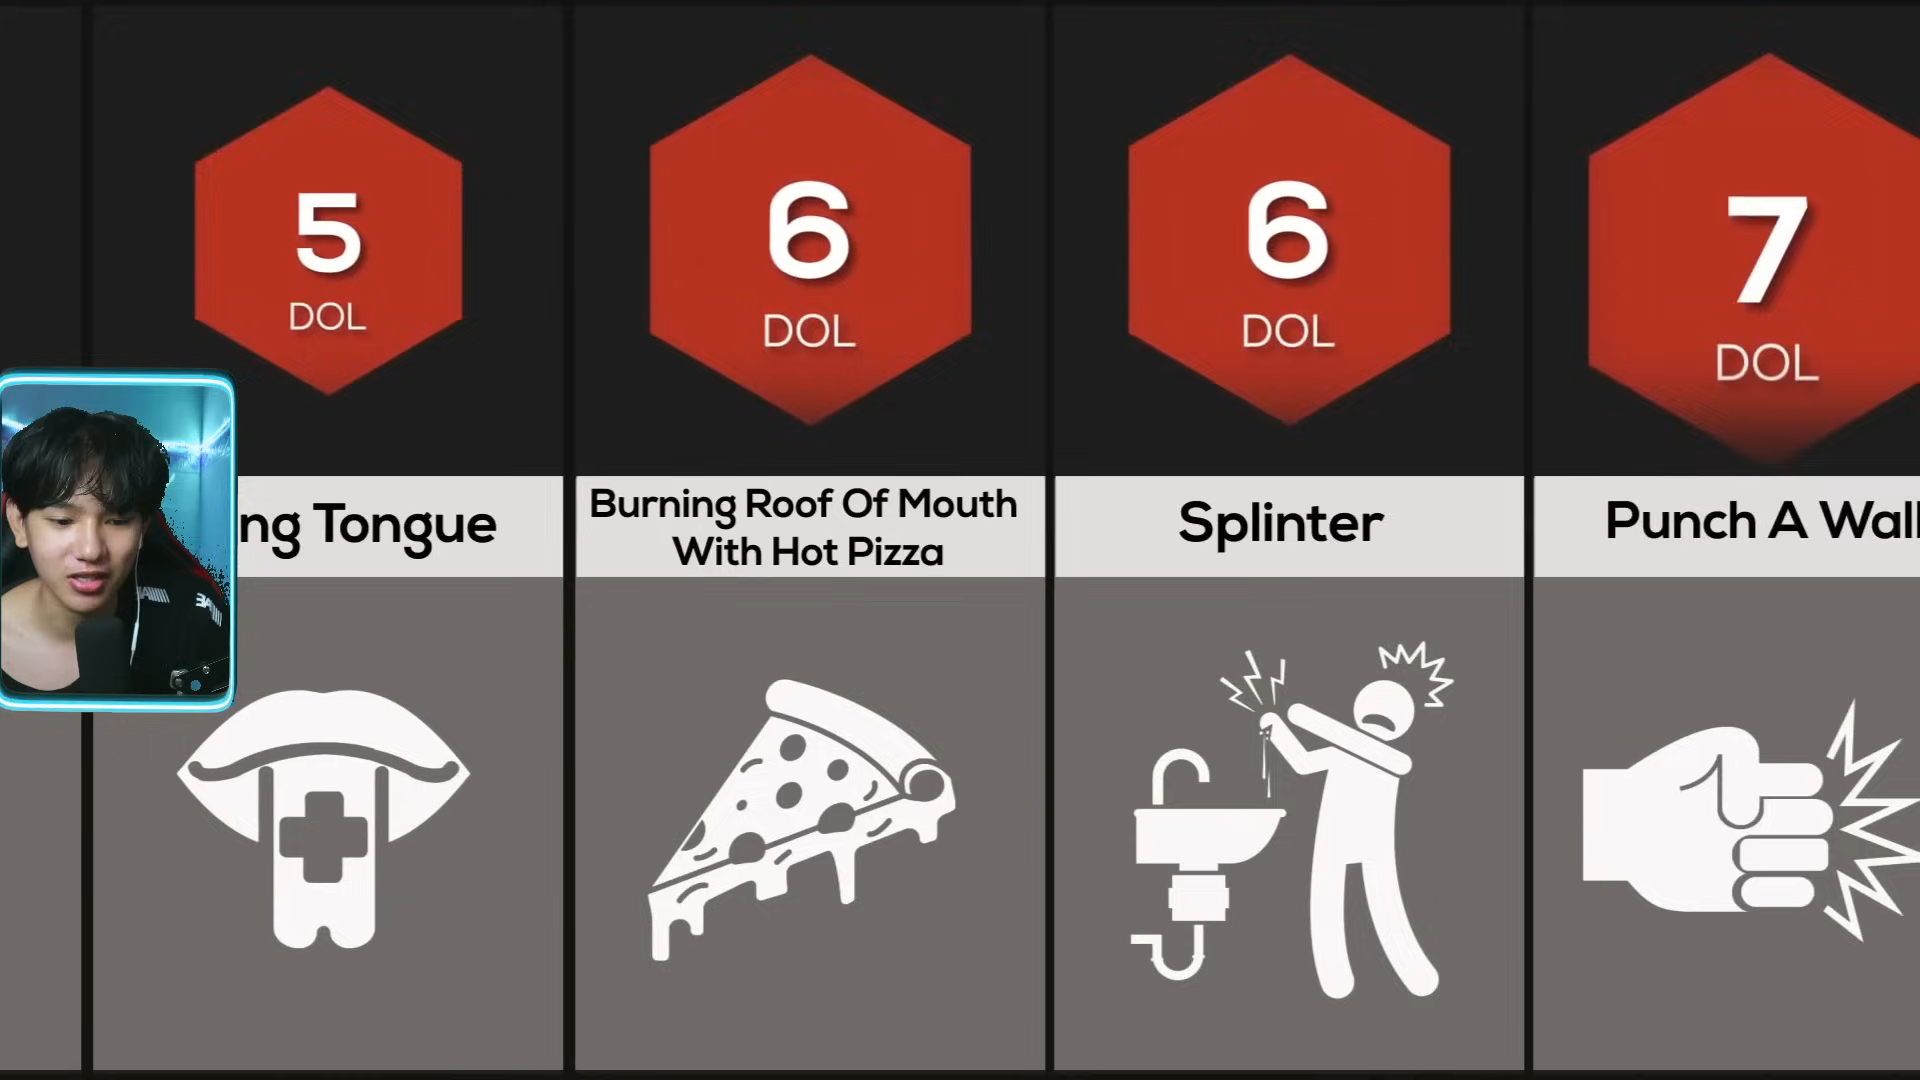 5
DOL
ng Tongue
6
DOL
Burning Roof Of Mouth
With Hot Pizza
6
DOL
Splinter
7
DOL
Punch A Wall